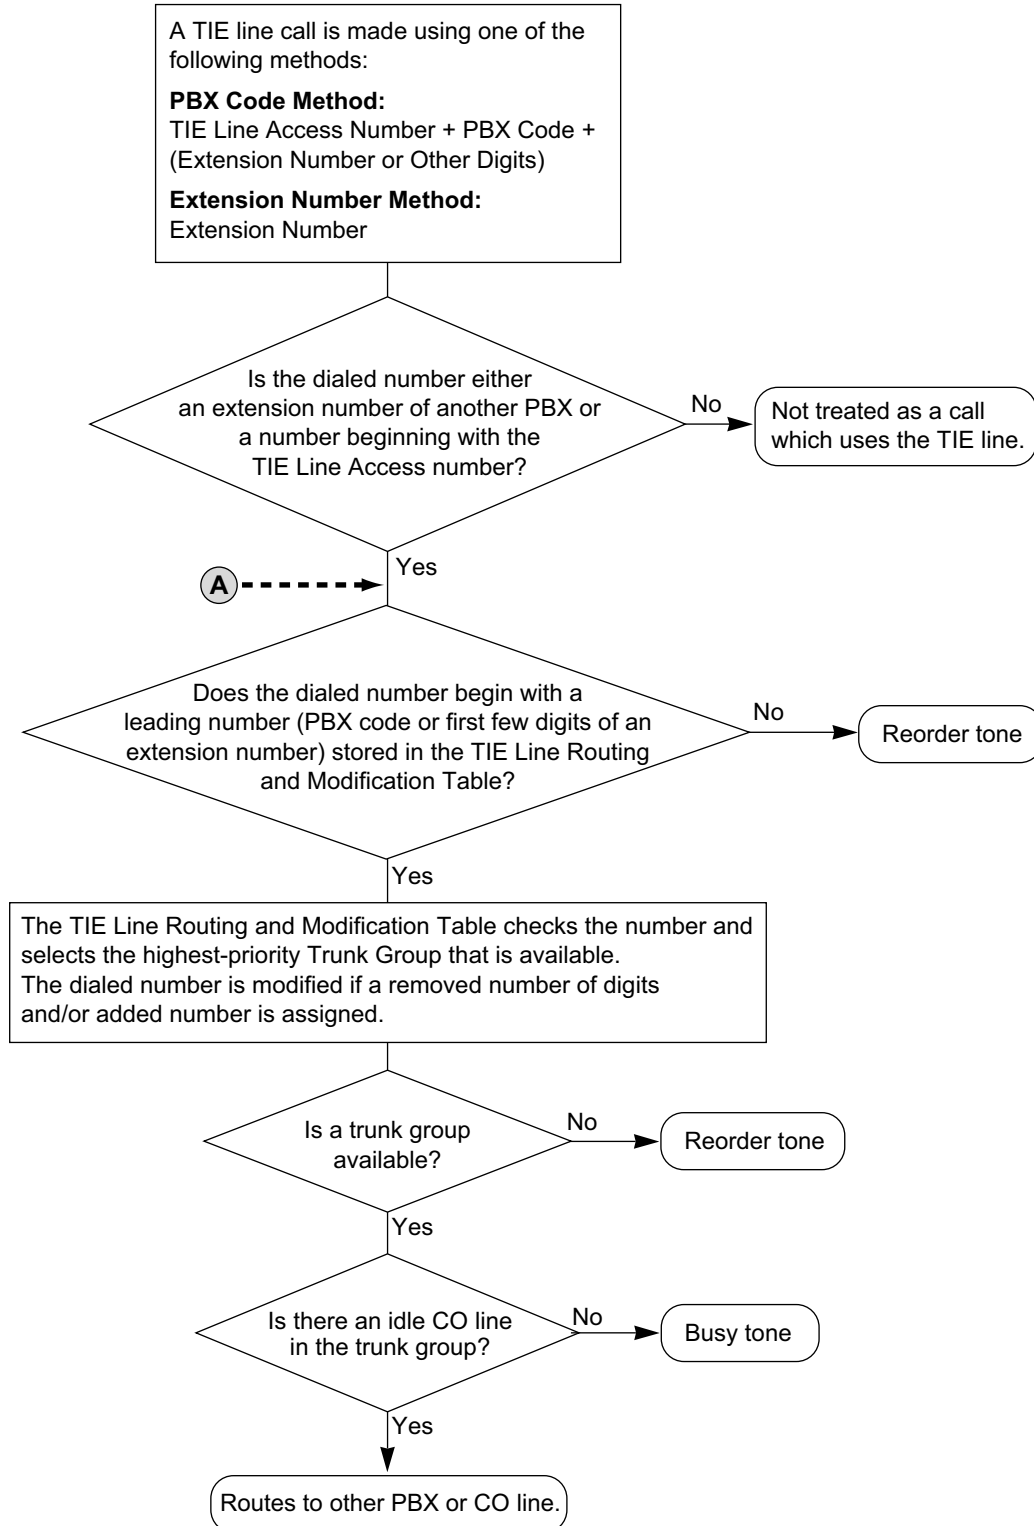 A TIE line call is made using one of the
following methods:
PBX Code Method:
TIE Line Access Number + PBX Code +
(Extension Number or Other Digits)
Extension Number Method:
Extension Number
Is the dialed number either
an extension number of another PBX or
a number beginning with the
TIE Line Access number?
No
Not treated as a call
which uses the TIE line.
Yes
A
Does the dialed number begin with a
leading number (PBX code or first few digits of an
extension number) stored in the TIE Line Routing
and Modification Table?
No
Reorder tone
Yes
The TIE Line Routing and Modification Table checks the number and
selects the highest-priority Trunk Group that is available.
The dialed number is modified if a removed number of digits
and/or added number is assigned.
Is a trunk group
available?
No
Reorder tone
Yes
Is there an idle CO line
in the trunk group?
No
Busy tone
Yes
Routes to other PBX or CO line.